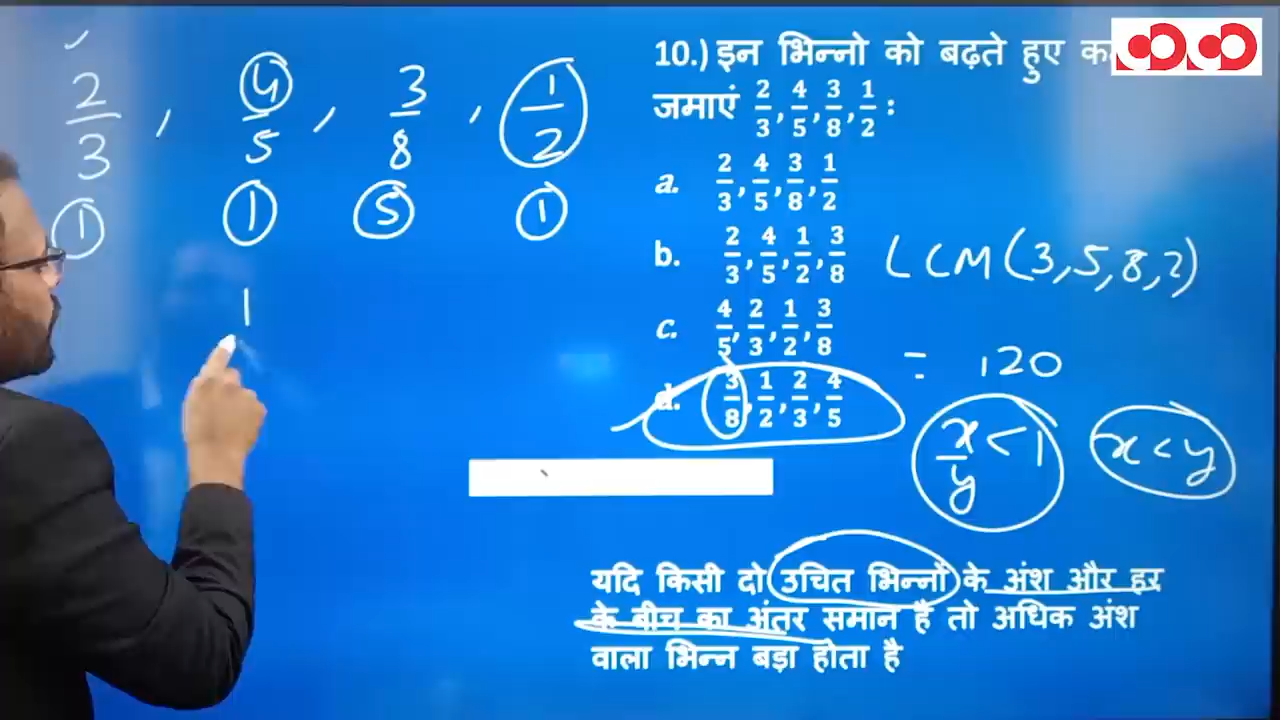 2/3 , 4/5 , 3/8 , 1/2
1 1 5 1
1
10.) इन भिन्नो को बढ़ते हुए
जमाएं 2/3, 4/5, 3/8, 1/2 :
a. 2/3, 4/5, 3/8, 1/2
b. 2/3, 4/5, 1/2, 3/8
c. 4/5, 2/3, 1/2, 3/8
d. 3/8, 1/2, 2/3, 4/5
LCM (3,5,8,2)
= 120
x/y < 1 x < y
यदि किसी दो उचित भिन्नों के अंश और हर
के बीच का अंतर समान है तो अधिक अंश
वाला भिन्न बड़ा होता है